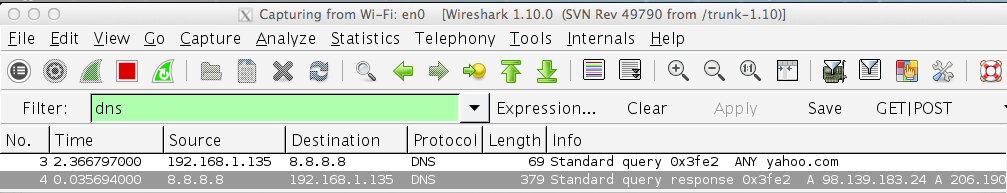 Capturing from Wi-Fi: en0 [Wireshark 1.10.0 (SVN Rev 49790 from /trunk-1.10)]
File Edit View Go Capture Analyze Statistics Telephony Tools Internals Help
Filter: dns Expression... Clear Apply Save GET|POST
No. Time Source Destination Protocol Length Info
3 2.366797000 192.168.1.135 8.8.8.8 DNS 69 Standard query 0x3fe2 ANY yahoo.com
4 0.035694000 8.8.8.8 192.168.1.135 DNS 379 Standard query response 0x3fe2 A 98.139.183.24 A 206.190